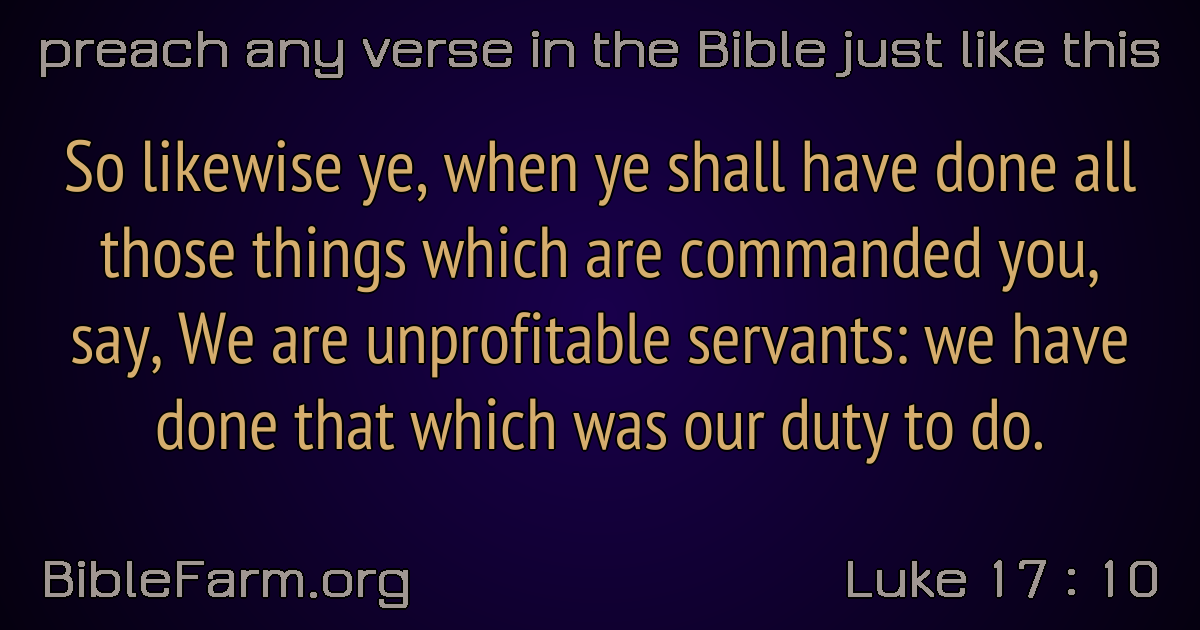 preach any verse in the Bible just like this
So likewise ye, when ye shall have done all
those things which are commanded you,
say, We are unprofitable servants: we have
done that which was our duty to do.
BibleFarm.org
Luke 17 : 10